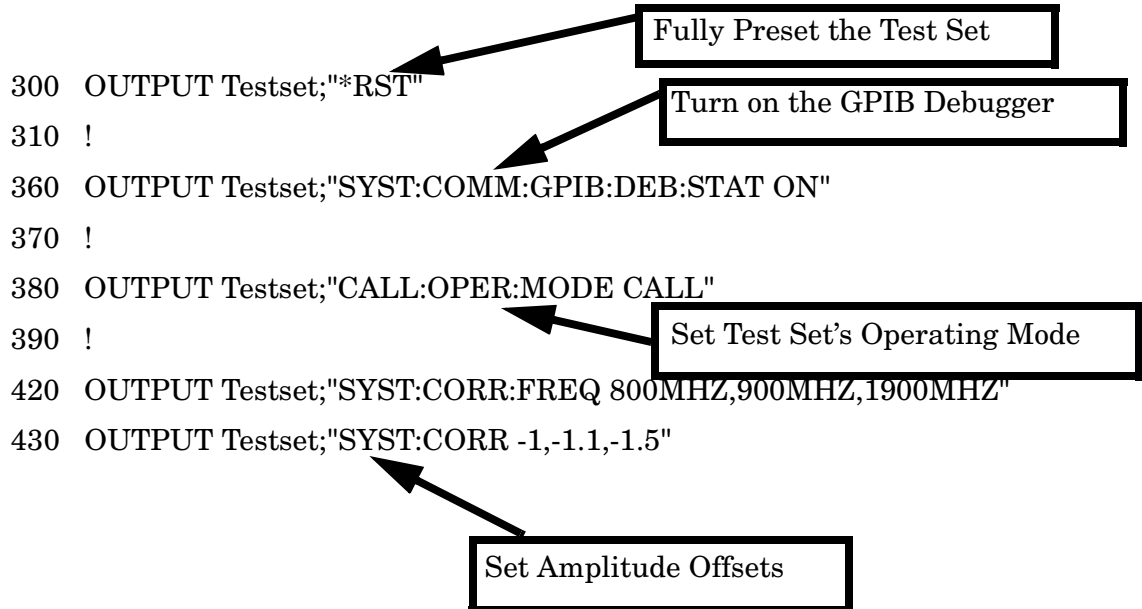 Fully Preset the Test Set
300 OUTPUT Testset;"*RST"
Turn on the GPIB Debugger
310 !
360 OUTPUT Testset;"SYST:COMM:GPIB:DEB:STAT ON"
370 !
380 OUTPUT Testset;"CALL:OPER:MODE CALL"
Set Test Set’s Operating Mode
390 !
420 OUTPUT Testset;"SYST:CORR:FREQ 800MHZ,900MHZ,1900MHZ"
430 OUTPUT Testset;"SYST:CORR -1,-1.1,-1.5"
Set Amplitude Offsets